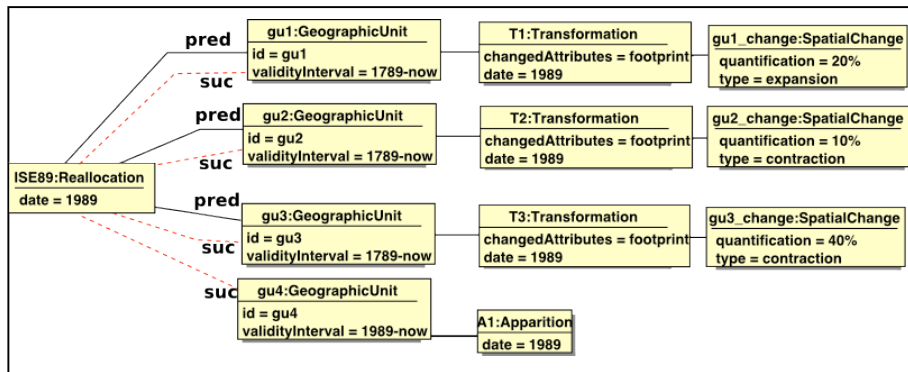 gu1:GeographicUnit
id = gu1
validityInterval = 1789-now
T1:Transformation
changedAttributes = footprint
date = 1989
gu1_change:SpatialChange
quantification = 20%
type = expansion
pred
suc
gu2:GeographicUnit
id = gu2
validityInterval = 1789-now
T2:Transformation
changedAttributes = footprint
date = 1989
gu2_change:SpatialChange
quantification = 10%
type = contraction
pred
suc
ISE89:Reallocation
date = 1989
pred
suc
gu3:GeographicUnit
id = gu3
validityInterval = 1789-now
T3:Transformation
changedAttributes = footprint
date = 1989
gu3_change:SpatialChange
quantification = 40%
type = contraction
suc
gu4:GeographicUnit
id = gu4
validityInterval = 1989-now
A1:Apparition
date = 1989